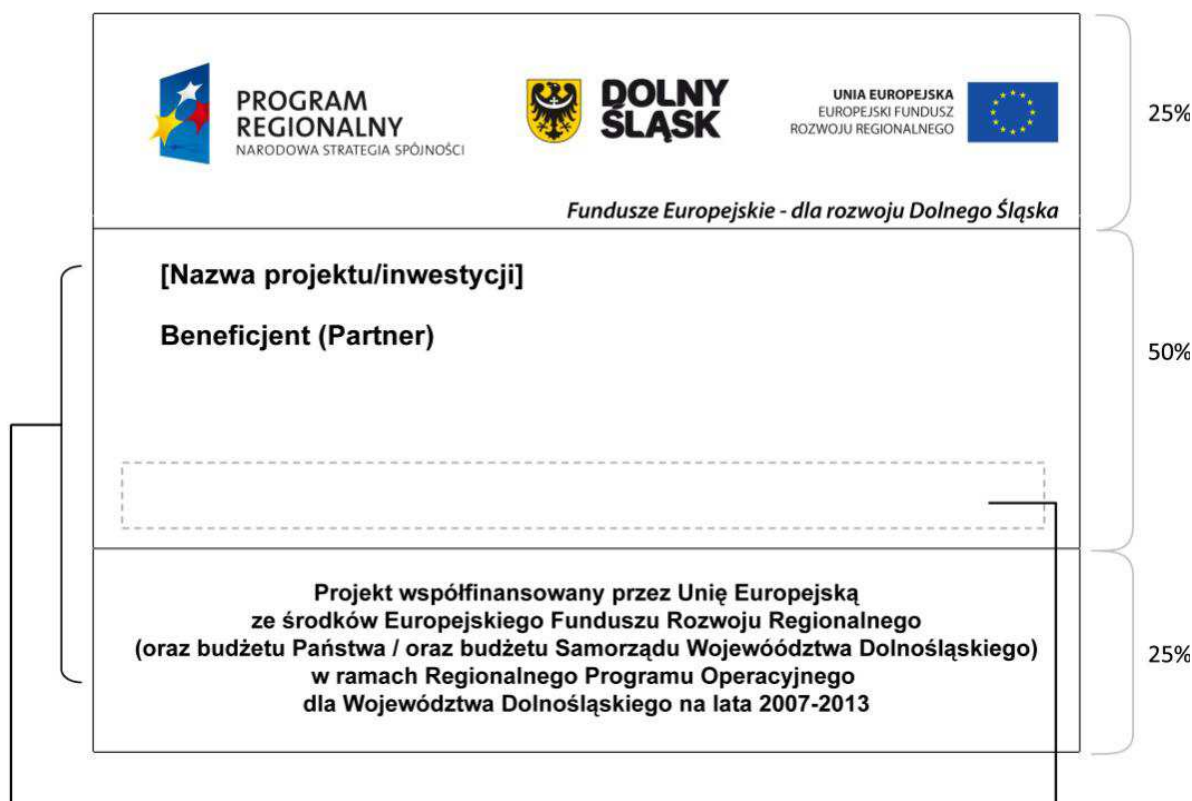 PROGRAM
REGIONALNY
NARODOWA STRATEGIA SPÓJNOŚCI
DOLNY
ŚLĄSK
UNIA EUROPEJSKA
EUROPEJSKI FUNDUSZ
ROZWOJU REGIONALNEGO
25%
Fundusze Europejskie - dla rozwoju Dolnego Śląska
[Nazwa projektu/inwestycji]
Beneficjent (Partner)
50%
Projekt współfinansowany przez Unię Europejską
ze środków Europejskiego Funduszu Rozwoju Regionalnego
(oraz budżetu Państwa / oraz budżetu Samorządu Wojewóództwa Dolnośląskiego)
w ramach Regionalnego Programu Operacyjnego
dla Województwa Dolnośląskiego na lata 2007-2013
25%